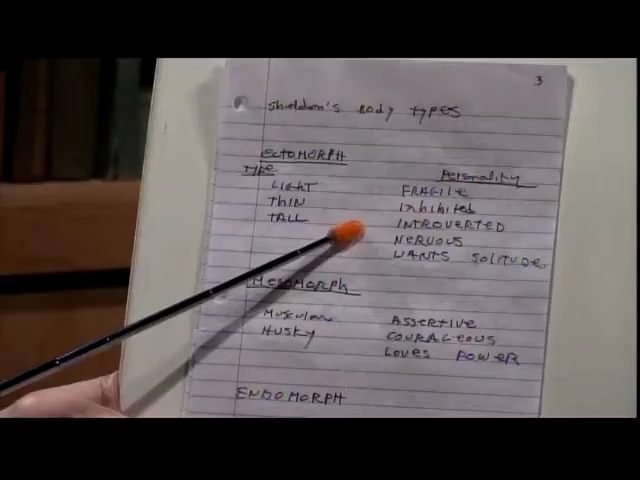 3
Sheldon's Body types
ECTOMORPH
Type Personality
LIGHT FRAGILE
THIN Inhibited
TALL INTROVERTED
NERVOUS
WANTS SOLITUDE
MESOMORPH
Muscular ASSERTIVE
HUSKY COURAGEOUS
LOVES POWER
ENDOMORPH